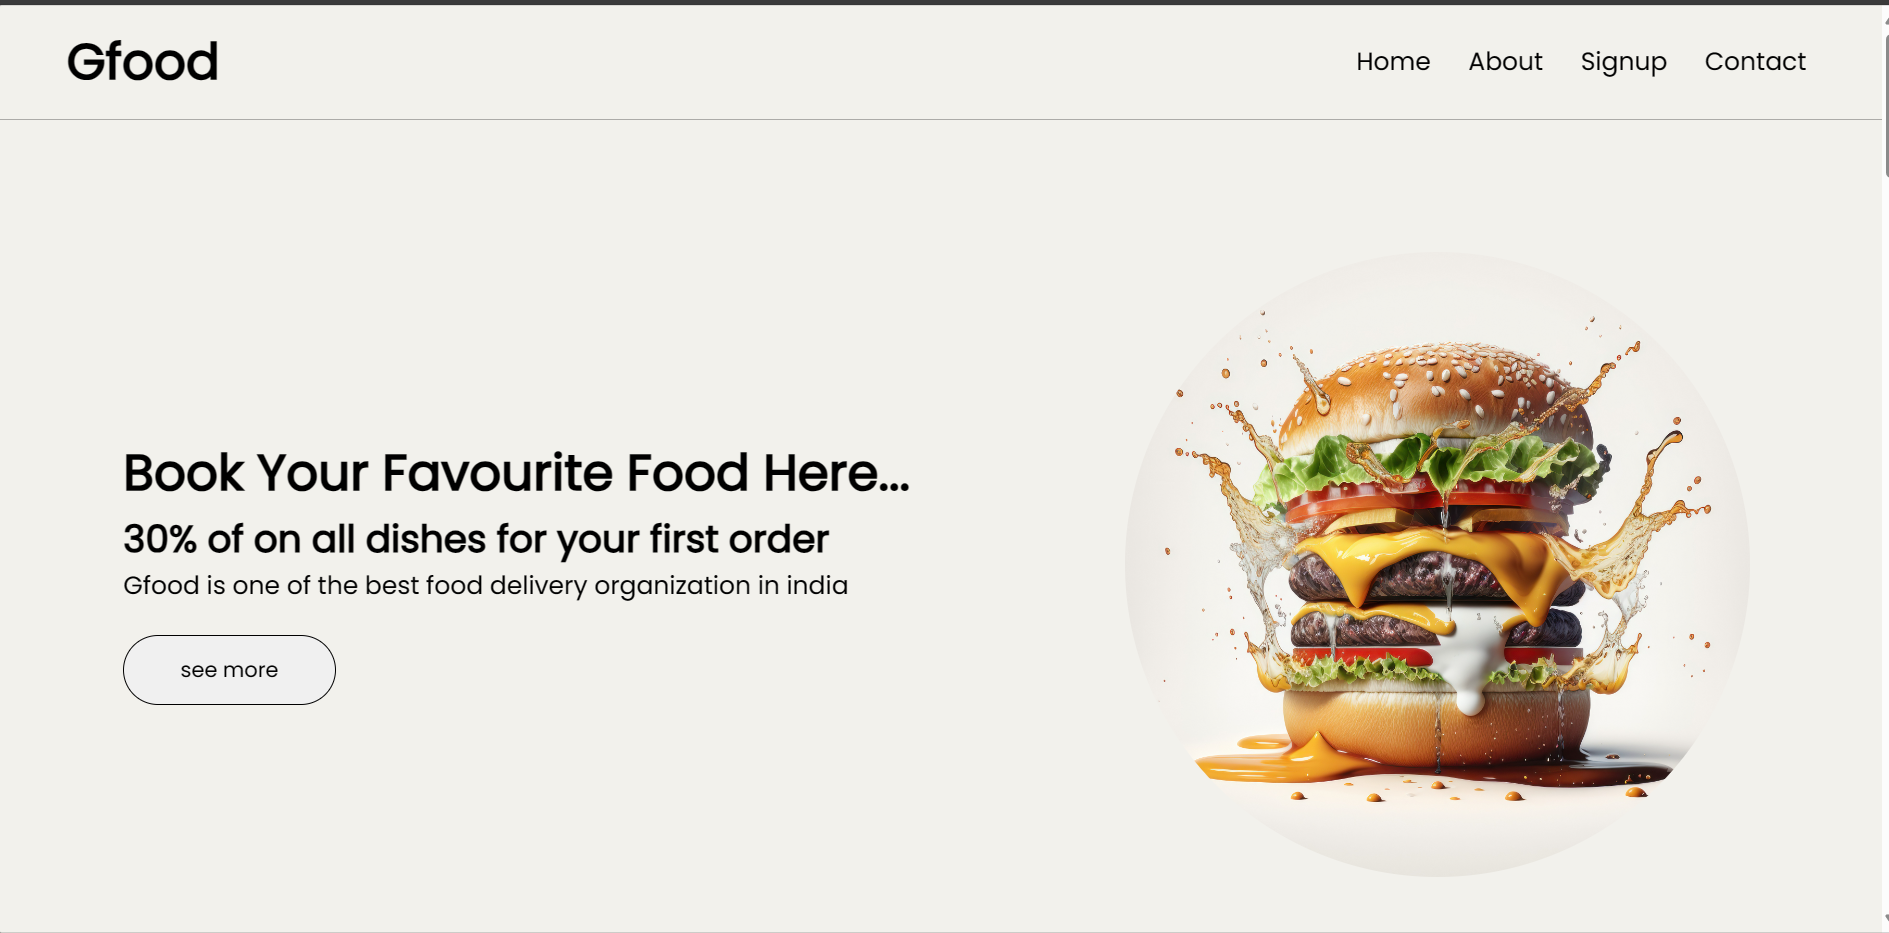 Gfood
Home About Signup Contact
Book Your Favourite Food Here...
30% of on all dishes for your first order
Gfood is one of the best food delivery organization in india
see more